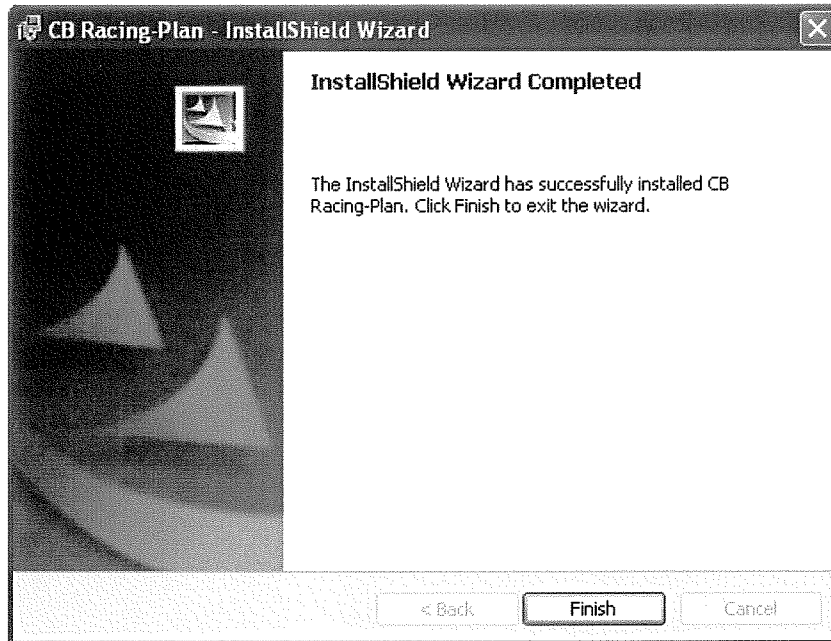 CB Racing-Plan - InstallShield Wizard
InstallShield Wizard Completed
The InstallShield Wizard has successfully installed CB
Racing-Plan. Click Finish to exit the wizard.
< Back
Finish
Cancel